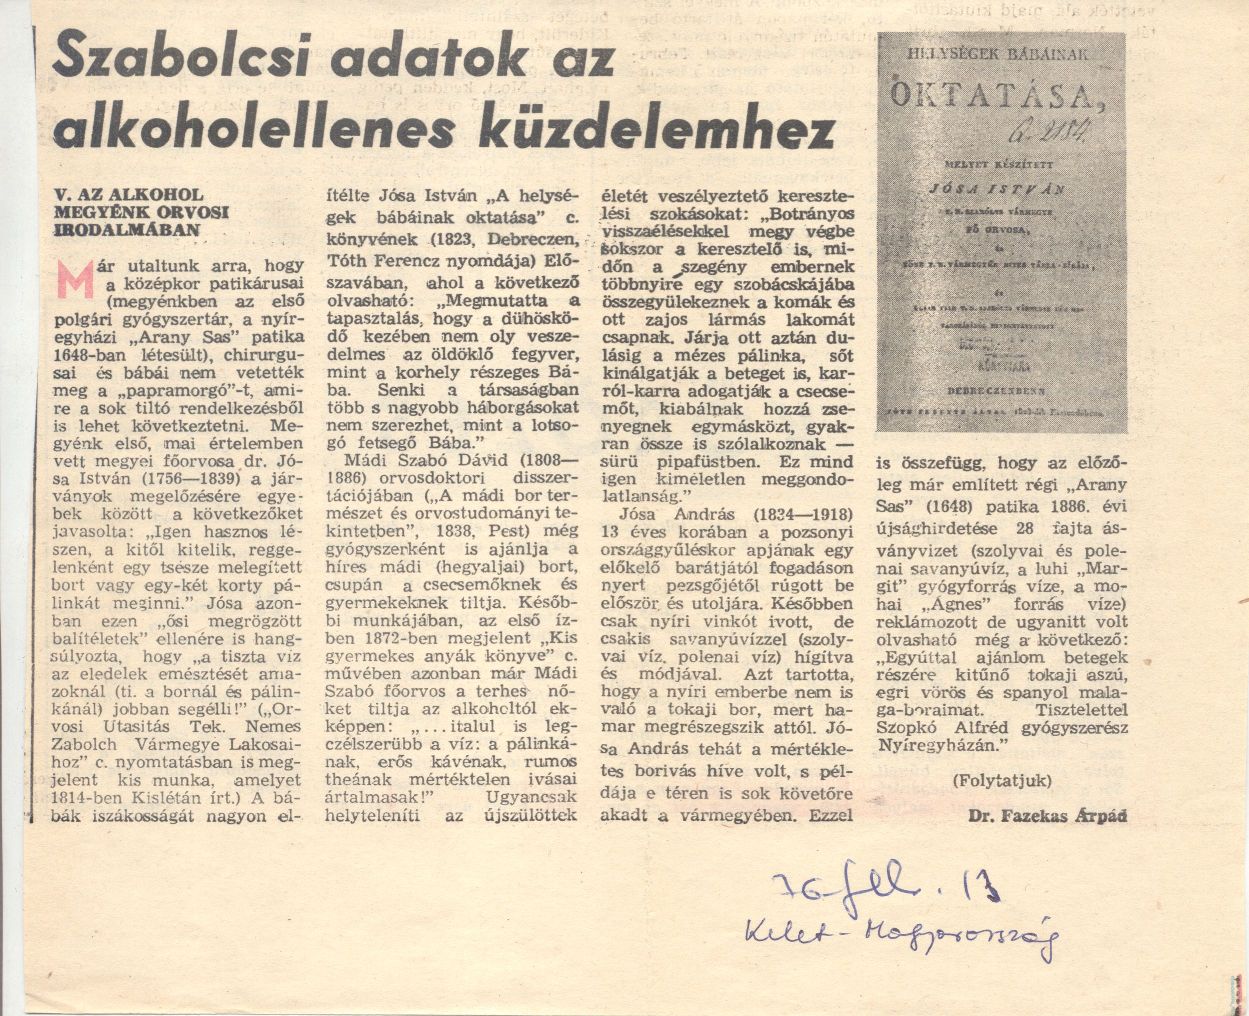 Szabolcsi adatok az
alkoholellenes küzdelemhez
V. AZ ALKOHOL
MEGYÉNK ORVOSI
IRODALMÁBAN
Már utaltunk arra, hogy
a középkor patikárusai
(megyénkben az első
polgári gyógyszertár, a nyír-
egyházi „Arany Sas” patika
1648-ban létesült), chirurgu-
sai és bábái nem vetették
meg a „papramorgó”-t, ami-
re a sok tiltó rendelkezésből
is lehet következtetni. Me-
gyénk első, mai értelemben
vett megyei főorvosa dr. Jó-
sa István (1756—1839) a jár-
ványok megelőzésére egye-
bek között a következőket
javasolta: „Igen hasznos lé-
szen, a kitől kitelik, regge-
lenként egy tsésze melegített
bort vagy egy-két korty pá-
linkát meginni.” Jósa azon-
ban ezen „ősi megrögzött
balítéletek” ellenére is hang-
súlyozta, hogy „a tiszta víz
az eledelek emésztését ama-
zoknál (ti. a bornál és pálin-
kánál) jobban segélli!” („Or-
vosi Utasitás Tek. Nemes
Zabolch Vármegye Lakosai-
hoz” c. nyomtatásban is meg-
jelent kis munka, amelyet
1814-ben Kislétán írt.) A bá-
bák iszákosságát nagyon el-
ítélte Jósa István „A helysé-
gek bábáinak oktatása” c.
könyvének (1823, Debreczen,
Tóth Ferencz nyomdája) Elő-
szavában, ahol a következő
olvasható: „Megmutatta a
tapasztalás, hogy a dühöskö-
dő kezében nem oly vesze-
delmes az öldöklő fegyver,
mint a korhely részeges Bá-
ba. Senki a társaságban
több s nagyobb háborgásokat
nem szerezhet, mint a lotso-
gó fetsegő Bába.”
Mádi Szabó Dávid (1808—
1886) orvosdoktori disszer-
tációjában („A mádi bor ter-
mészet és orvostudományi te-
kintetben”, 1838, Pest) még
gyógyszerként is ajánlja a
híres mádi (hegyaljai) bort,
csupán a csecsemőknek és
gyermekeknek tiltja. Később-
bi munkájában, az első íz-
ben 1872-ben megjelent „Kis
gyermekes anyák könyve” c.
művében azonban már Mádi
Szabó főorvos a terhes nő-
ket tiltja az alkoholtól ek-
képpen: „...italul is leg-
czélszerübb a víz: a pálinká-
nak, erős kávénak, rumos
theának mértéktelen ivásai
ártalmasak!” Ugyancsak
helyteleníti az újszülöttek
életét veszélyeztető keresz­te-
lési szokásokat: „Botrányos
visszaélésekkel megy végbe
sokszor a keresztelő is, mi-
dőn a szegény embernek
többnyire egy szobácskájába
összegyülekeznek a komák és
ott zajos lármás lakomát
csapnak. Járja ott aztán du-
lásig a mézes pálinka, sőt
kinálgatják a beteget is, kar-
ról-karra adogatják a csecse-
mőt, kiabálnak hozzá zse-
nyegnek egymásközt, gyak-
ran össze is szólalkoznak —
sürü pipafüstben. Ez mind
igen kiméletlen meggondo-
latlanság.”
Jósa András (1834—1918)
13 éves korában a pozsonyi
országgyűléskor apjának egy
előkelő barátjától fogadáson
nyert pezsgőjétől rúgott be
először és utoljára. Későbben
csak nyíri vinkót ivott, de
csakis savanyúvízzel (szoly-
vai víz, polenai víz) hígítva
és módjával. Azt tartotta,
hogy a nyíri emberbe nem is
való a tokaji bor, mert ha-
mar megrészegszik attól. Jó-
sa András tehát a mértékle-
tes borivás híve volt, s pél-
dája e téren is sok követőre
akadt a vármegyében. Ezzel
HELYSÉGEK BÁBÁINAK
OKTATÁSA,
MELYET KÉSZÍTETT
JÓSA ISTVÁN
T. N. SZABÓLTS VÁRMEGYE
FŐ ORVOSA,
és
és
KÖNYVTÁRA
DEBRECZENBENN
is összefügg, hogy az előző-
leg már említett régi „Arany
Sas” (1648) patika 1886. évi
újsághirdetése 28 fajta ás-
ványvizet (szolyvai és pole-
nai savanyúvíz, a luhi „Mar-
git” gyógyforrás víze, a mo-
hai „Ágnes” forrás víze)
reklámozott de ugyanitt volt
olvasható még a következő:
„Egyúttal ajánlom betegek
részére kitűnő tokaji aszú,
egri vörös és spanyol mala-
ga-boraimat. Tisztelettel
Szopkó Alfréd gyógyszerész
Nyíregyházán.”
(Folytatjuk)
Dr. Fazekas Árpád
76 febr. 13
Kelet-Magyarország